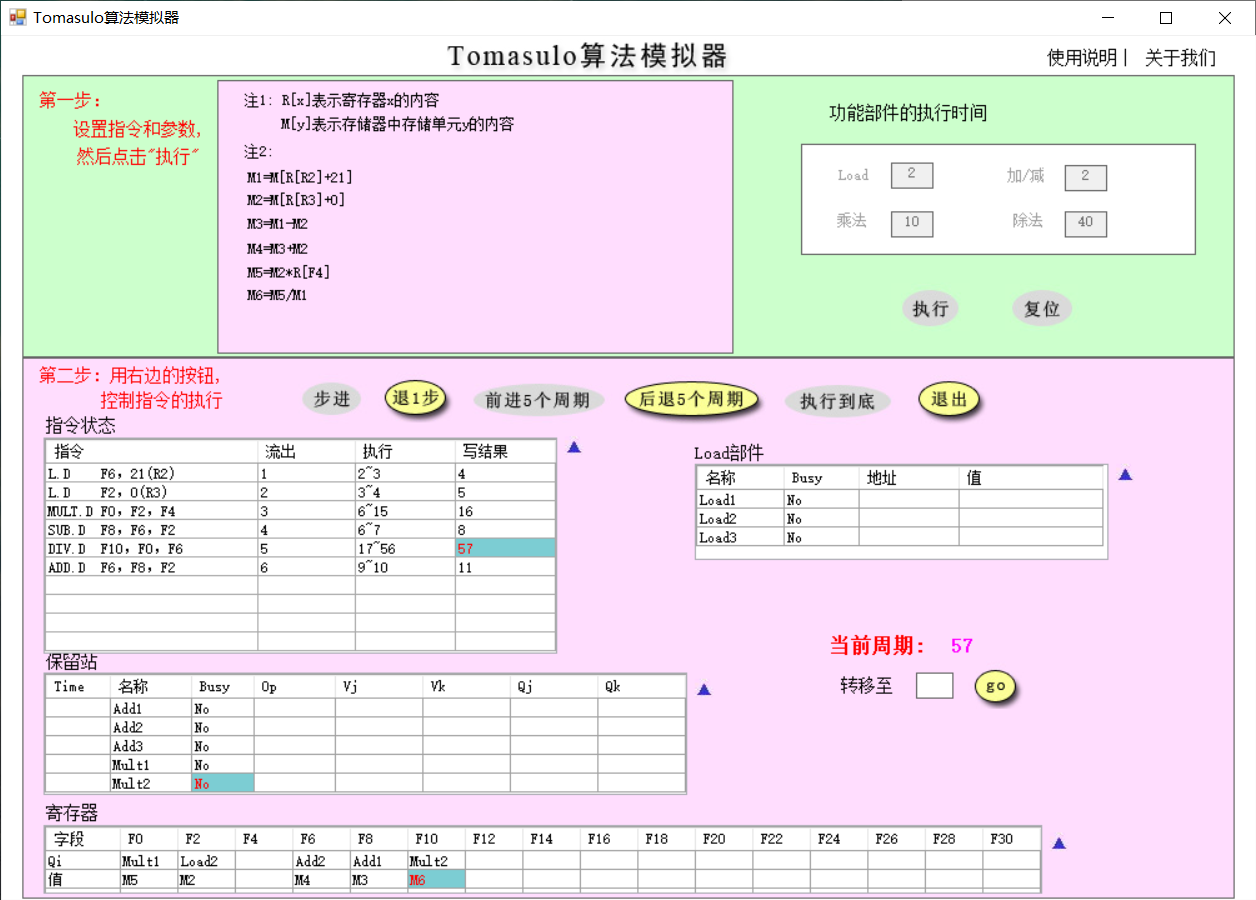 Tomasulo算法模拟器
Tomasulo算法模拟器
使用说明| 关于我们
第一步：
设置指令和参数，
然后点击"执行"
注1: R[x]表示寄存器x的内容
M[y]表示存储器中存储单元y的内容
注2:
M1=M[R[R2]+21]
M2=M[R[R3]+0]
M3=M1-M2
M4=M3+M2
M5=M2*R[F4]
M6=M5/M1
功能部件的执行时间
Load 2 加/减 2
乘法 10 除法 40
执行 复位
第二步：用右边的按钮，
控制指令的执行
步进 退1步 前进5个周期 后退5个周期 执行到底 退出
指令状态
指令 流出 执行 写结果
L.D F6, 21(R2) 1 2~3 4
L.D F2, 0(R3) 2 3~4 5
MULT.D F0, F2, F4 3 6~15 16
SUB.D F8, F6, F2 4 6~7 8
DIV.D F10, F0, F6 5 17~56 57
ADD.D F6, F8, F2 6 9~10 11
Load部件
名称 Busy 地址 值
Load1 No
Load2 No
Load3 No
当前周期: 57
转移至 go
保留站
Time 名称 Busy Op Vj Vk Qj Qk
Add1 No
Add2 No
Add3 No
Mult1 No
Mult2 No
寄存器
字段 F0 F2 F4 F6 F8 F10 F12 F14 F16 F18 F20 F22 F24 F26 F28 F30
Qi Mult1 Load2 Add2 Add1 Mult2
值 M5 M2 M4 M3 M6